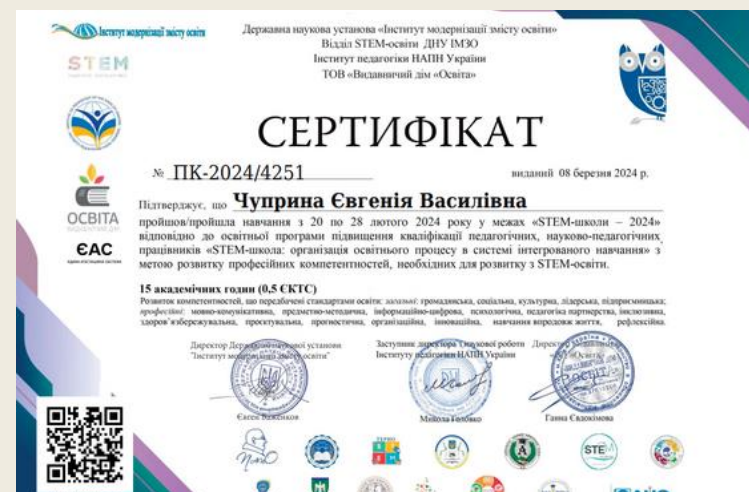 Інститут модернізації змісту освіти
STEM
ОСВІТА
ЄАС
Державна наукова установа «Інститут модернізації змісту освіти»
Відділ STEM-освіти ДНУ ІМЗО
Інститут педагогіки НАПН України
ТОВ «Видавничий дім «Освіта»
СЕРТИФІКАТ
№ ПК-2024/4251
виданий 08 березня 2024 р.
Підтверджує, що Чуприна Євгенія Василівна
пройшов/пройшла навчання з 20 по 28 лютого 2024 року у межах «STEM-школи – 2024»
відповідно до освітньої програми підвищення кваліфікації педагогічних, науково-педагогічних
працівників «STEM-школа: організація освітнього процесу в системі інтегрованого навчання» з
метою розвитку професійних компетентностей, необхідних для розвитку з STEM-освіти.
15 академічних годин (0,5 ЄКТС)
Розвиток компетентностей, що передбачені стандартами освіти: загальні: громадянська, соціальна, культурна, лідерська, підприємницька;
професійні: мовно-комунікативна, предметно-методична, інформаційно-цифрова, психологічна, педагогіка партнерства, інклюзивна,
здоров'язбережувальна, проєктувальна, прогностична, організаційна, інноваційна, навчання впродовж життя, рефлексійна.
Директор Державної наукової установи
"Інститут модернізації змісту освіти"
Євген Баженков
Заступник директора з наукової роботи
Інституту педагогіки НАПН України
Микола Головко
Директор
Освіта
Ганна Євдокімова
STEM